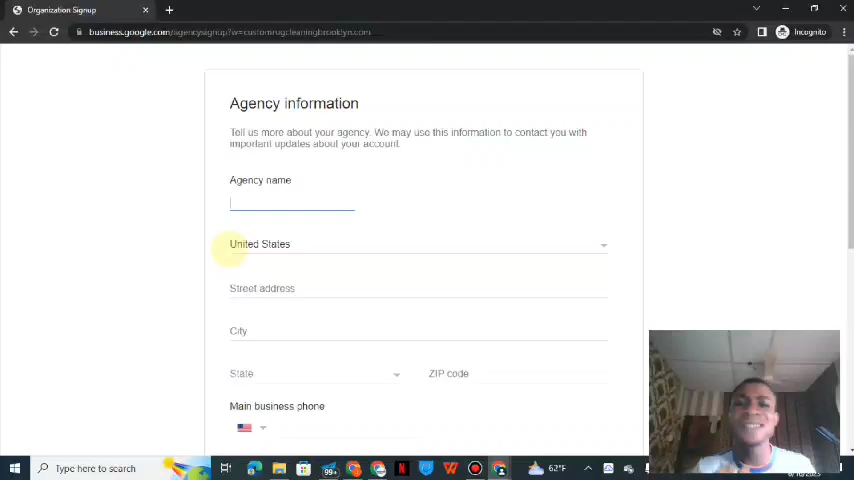 Organization Signup
business.google.com/agencysignup?w=customrugcleaningbrooklyn.com
Incognito
Agency information
Tell us more about your agency. We may use this information to contact you with
important updates about your account.
Agency name
United States
Street address
City
State
ZIP code
Main business phone
Type here to search
99+
62°F